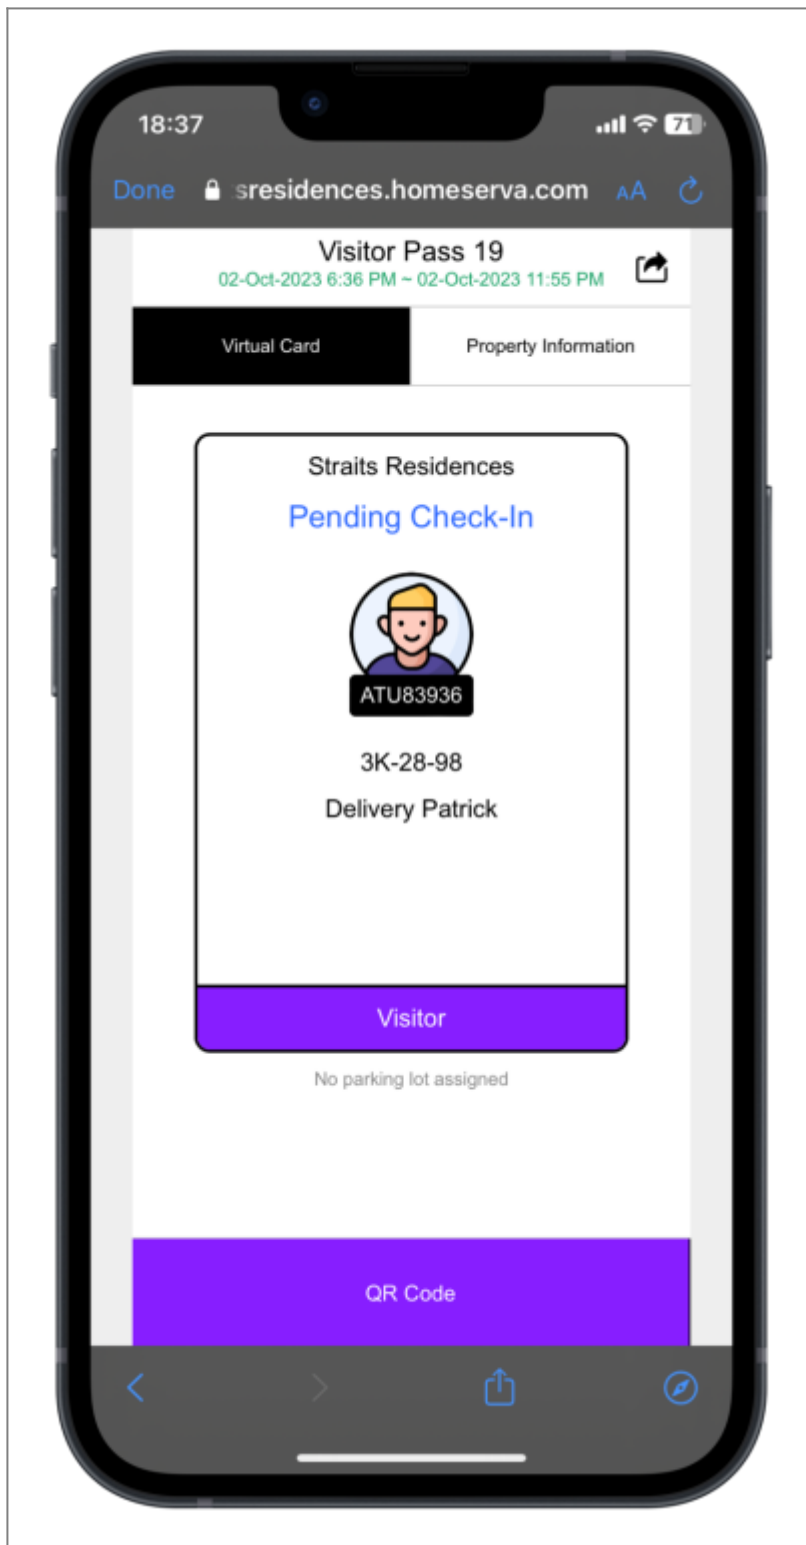 18:37
71
Done sresidences.homeserva.com AA
Visitor Pass 19
02-Oct-2023 6:36 PM ~ 02-Oct-2023 11:55 PM
Virtual Card
Property Information
Straits Residences
Pending Check-In
ATU83936
3K-28-98
Delivery Patrick
Visitor
No parking lot assigned
QR Code